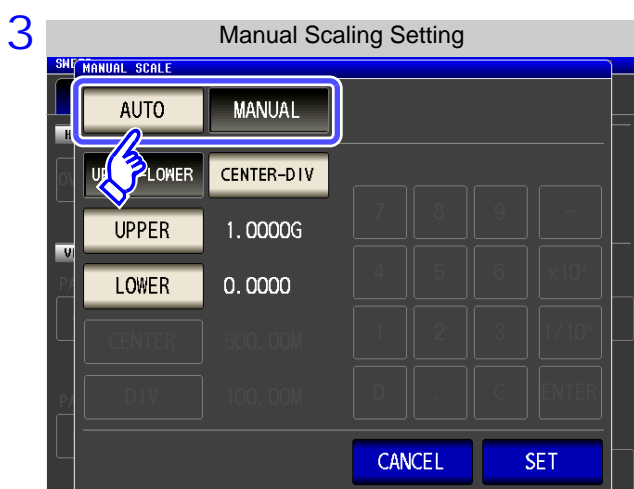 3
Manual Scaling Setting
MANUAL SCALE
AUTO MANUAL
CENTER-DIV
UPPER 1.0000G
LOWER 0.0000
CENTER 500.00M
DIV 100.00M
7 8 9 -
4 5 6 x10³
1 2 3 1/10³
0 . C ENTER
CANCEL SET